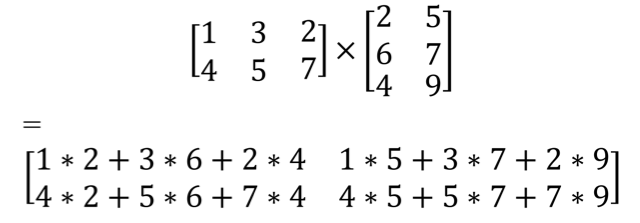 [1 3 2
4 5 7] × [2 5
6 7
4 9]
=
[1 * 2 + 3 * 6 + 2 * 4 1 * 5 + 3 * 7 + 2 * 9
4 * 2 + 5 * 6 + 7 * 4 4 * 5 + 5 * 7 + 7 * 9]